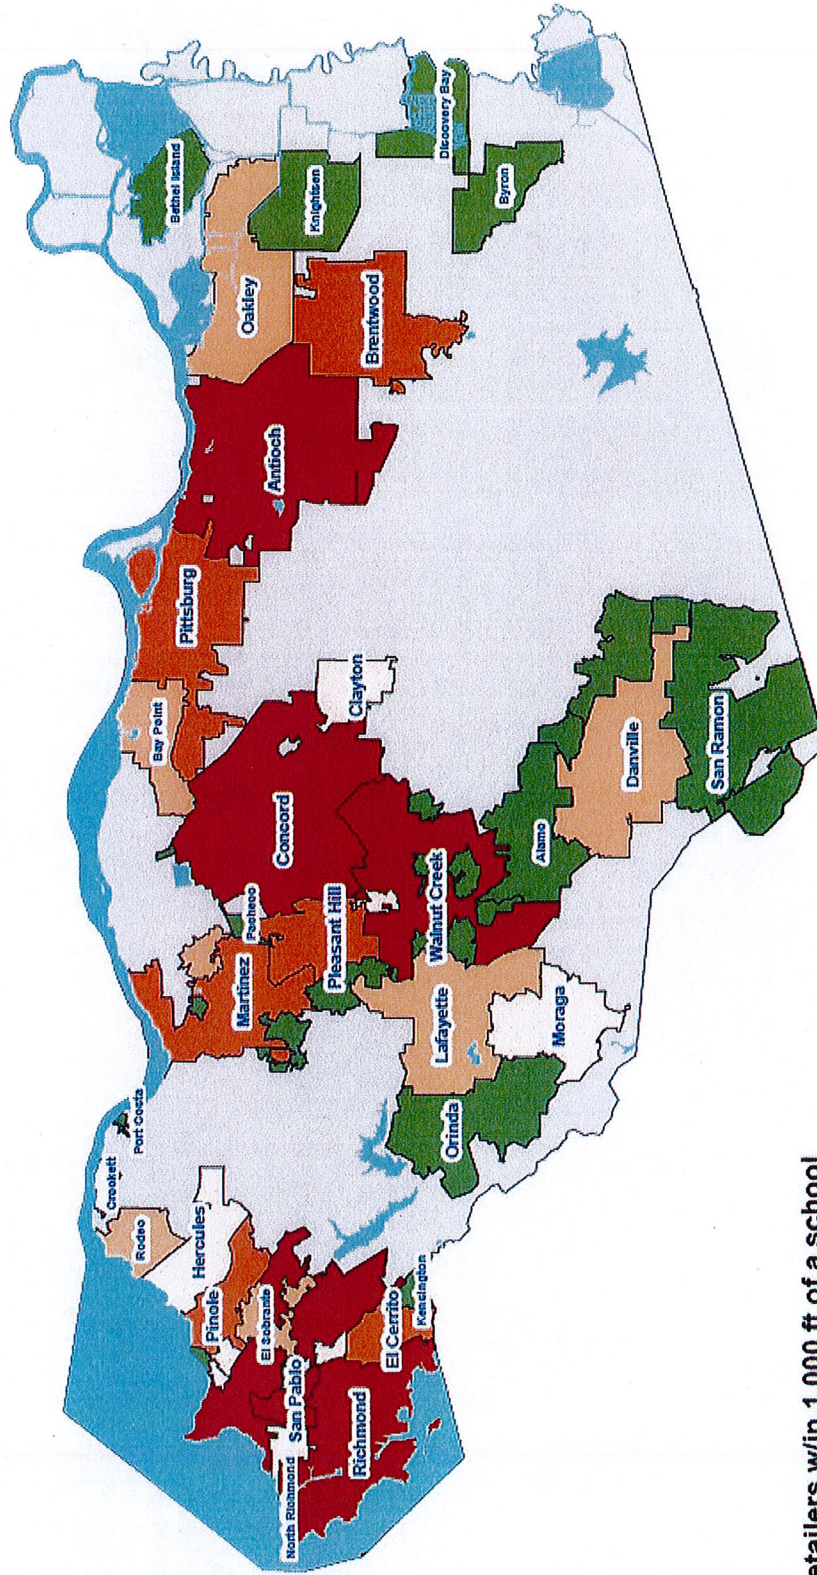 Crockett
Port Costa
Rodeo
Bay Point
Bethel Island
Pittsburg
Hercules
Pinole
Martinez
Pacheco
Oakley
El Sobrante
Antioch
Concord
North Richmond
San Pablo
Knightsen
Pleasant Hill
Clayton
Richmond
Brentwood
El Cerrito
Kensington
Walnut Creek
Lafayette
Discovery Bay
Orinda
Byron
Alamo
Moraga
Danville
San Ramon
etailers w/in 1,000 ft of a school